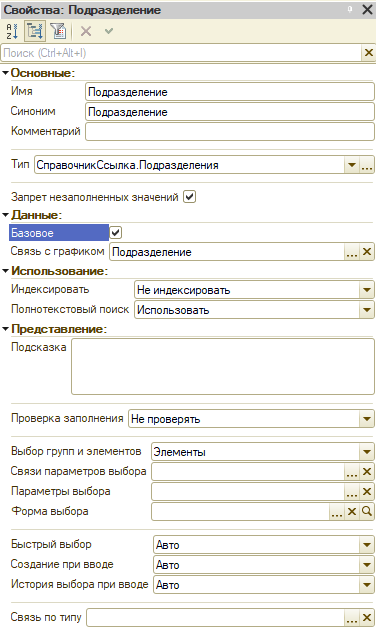 Свойства: Подразделение
Поиск (Ctrl+Alt+I)
Основные:
Имя Подразделение
Синоним Подразделение
Комментарий
Тип СправочникСсылка.Подразделения ...
Запрет незаполненных значений
Данные:
Базовое
Связь с графиком Подразделение ...
Использование:
Индексировать Не индексировать
Полнотекстовый поиск Использовать
Представление:
Подсказка
Проверка заполнения Не проверять
Выбор групп и элементов Элементы
Связи параметров выбора ...
Параметры выбора ...
Форма выбора ...
Быстрый выбор Авто
Создание при вводе Авто
История выбора при вводе Авто
Связь по типу ...